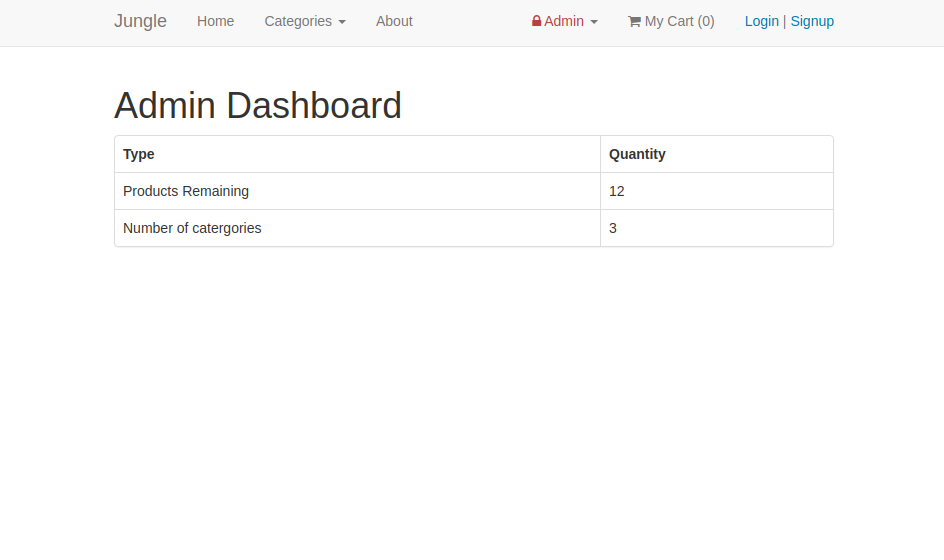 Jungle Home Categories About Admin My Cart (0) Login | Signup
Admin Dashboard
Type Quantity
Products Remaining 12
Number of catergories 3